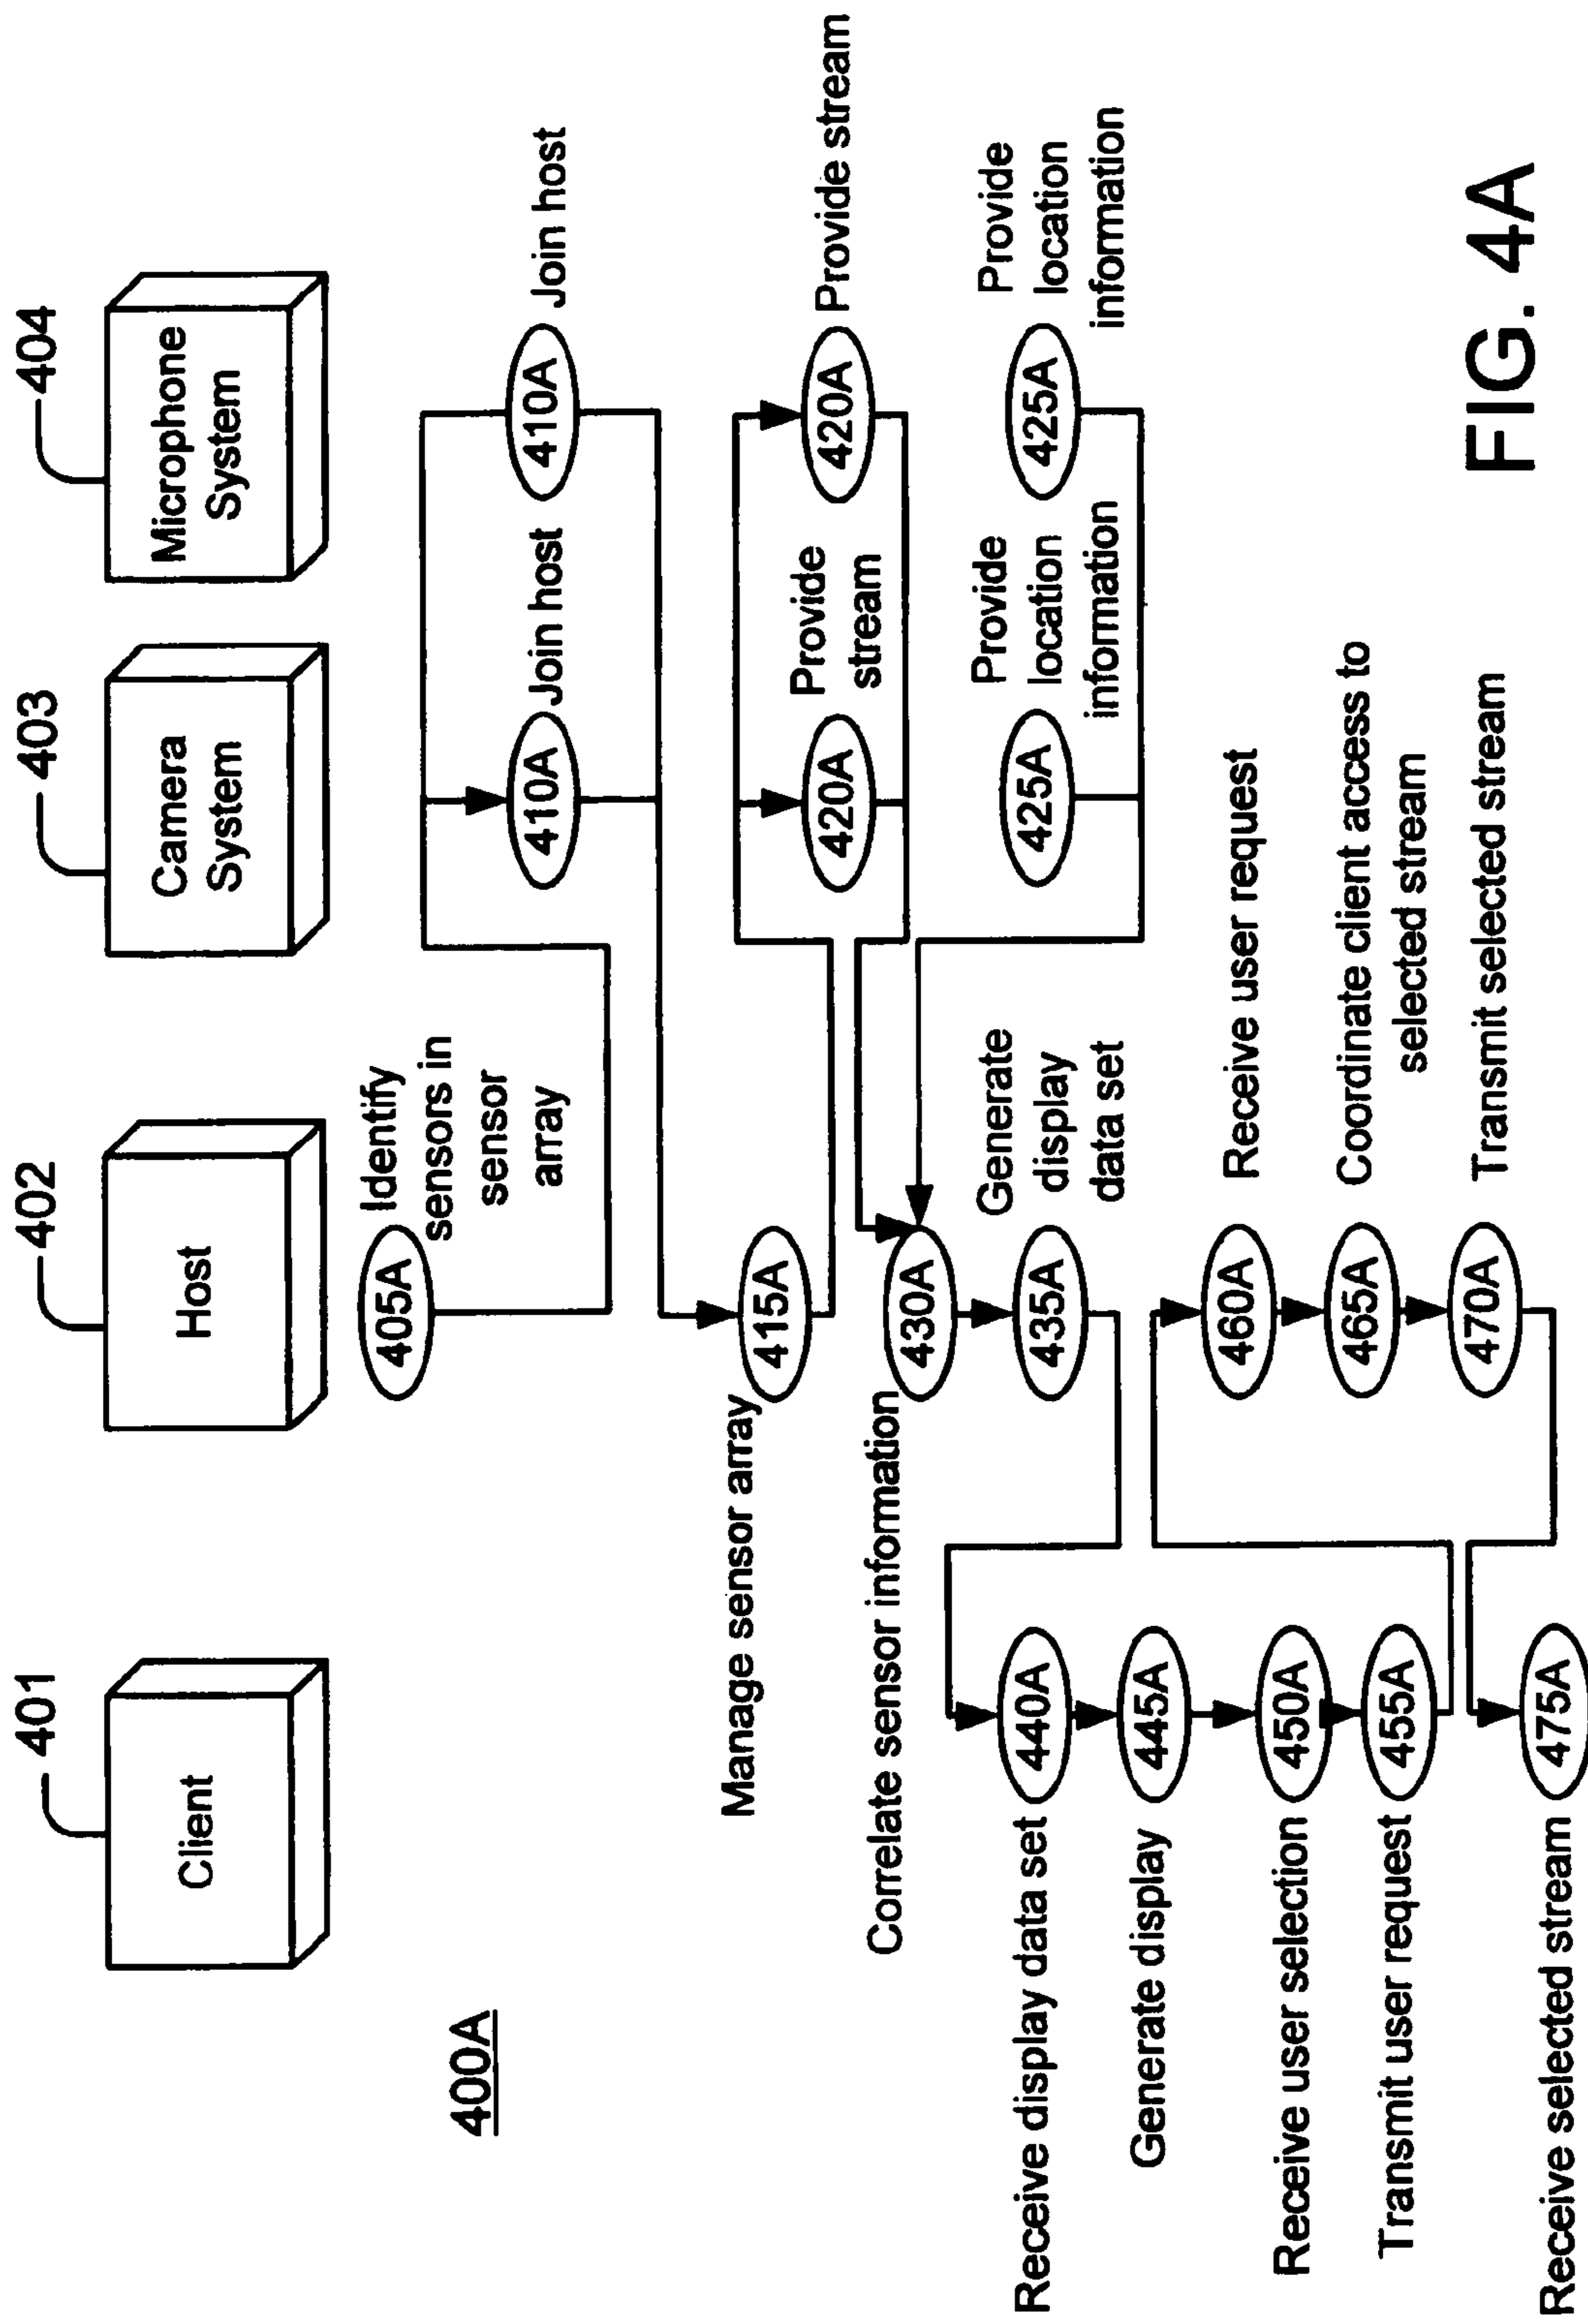 400A
401
Client
402
Host
403
Camera
System
404
Microphone
System
405A
Identify
sensors in
sensor
array
410A
Join host
410A
Join host
Manage sensor array
415A
420A
Provide
stream
420A
Provide stream
425A
Provide
location
information
425A
Provide
location
information
Correlate sensor information
430A
435A
Generate
display
data set
Receive display data set
440A
Generate display
445A
Receive user selection
450A
Transmit user request
455A
460A
Receive user request
465A
Coordinate client access to
selected stream
470A
Transmit selected stream
Receive selected stream
475A
FIG. 4A